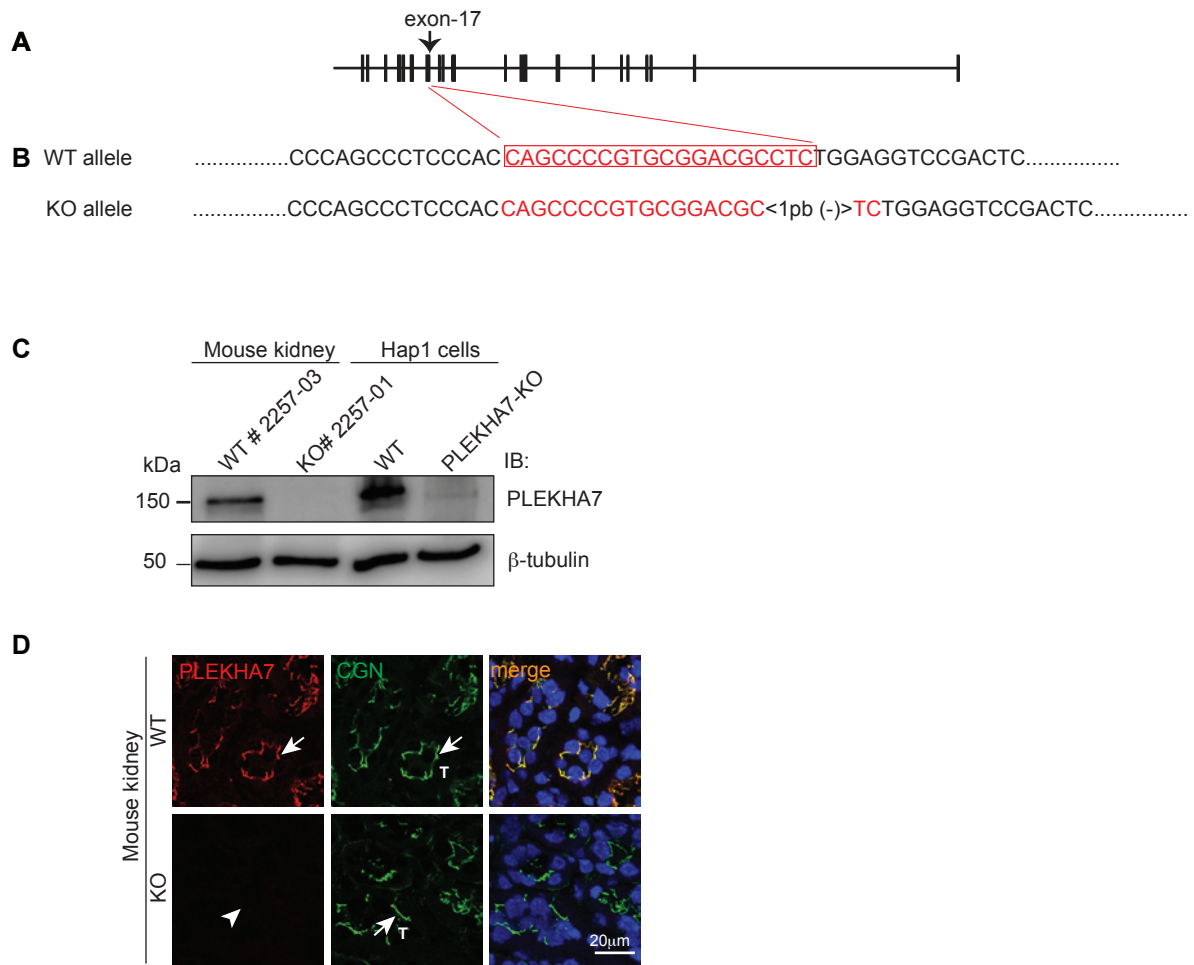 A
exon-17
B
WT allele ................CCCAGCCCTCCCACCAGCCCCGTGCGGACGCCTCTGGAGGTCCGACTC................
KO allele ................CCCAGCCCTCCCACCAGCCCCGTGCGGACGC<1pb (-)>TCTGGAGGTCCGACTC................
C
Mouse kidney Hap1 cells
WT # 2257-03 KO# 2257-01 WT PLEKHA7-KO
kDa IB:
150 PLEKHA7
50 β-tubulin
D
Mouse kidney
WT
PLEKHA7 CGN merge
T
KO
T
20μm